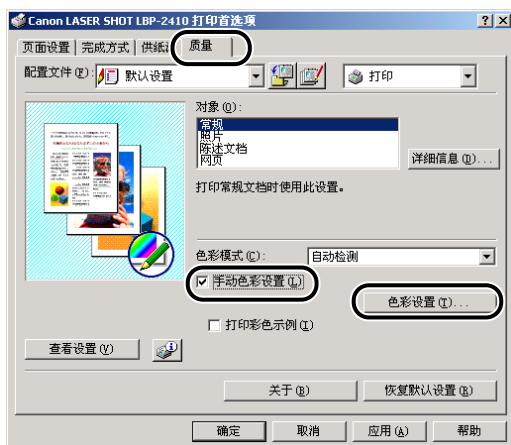 Canon LASER SHOT LBP-2410 打印首选项
页面设置 完成方式 供纸 质量
配置文件(F): 默认设置 打印
对象(O):
常规
照片
陈述文档
网页
详细信息(D)...
打印常规文档时使用此设置。
色彩模式(C): 自动检测
手动色彩设置(L)
色彩设置(T)...
打印彩色示例(I)
查看设置(V)
关于(B) 恢复默认设置(R)
确定 取消 应用(A) 帮助